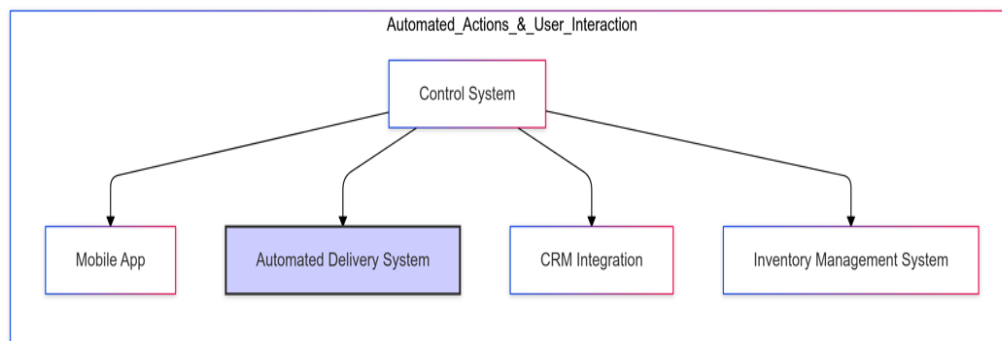 Automated_Actions_&_User_Interaction
Control System
Mobile App
Automated Delivery System
CRM Integration
Inventory Management System